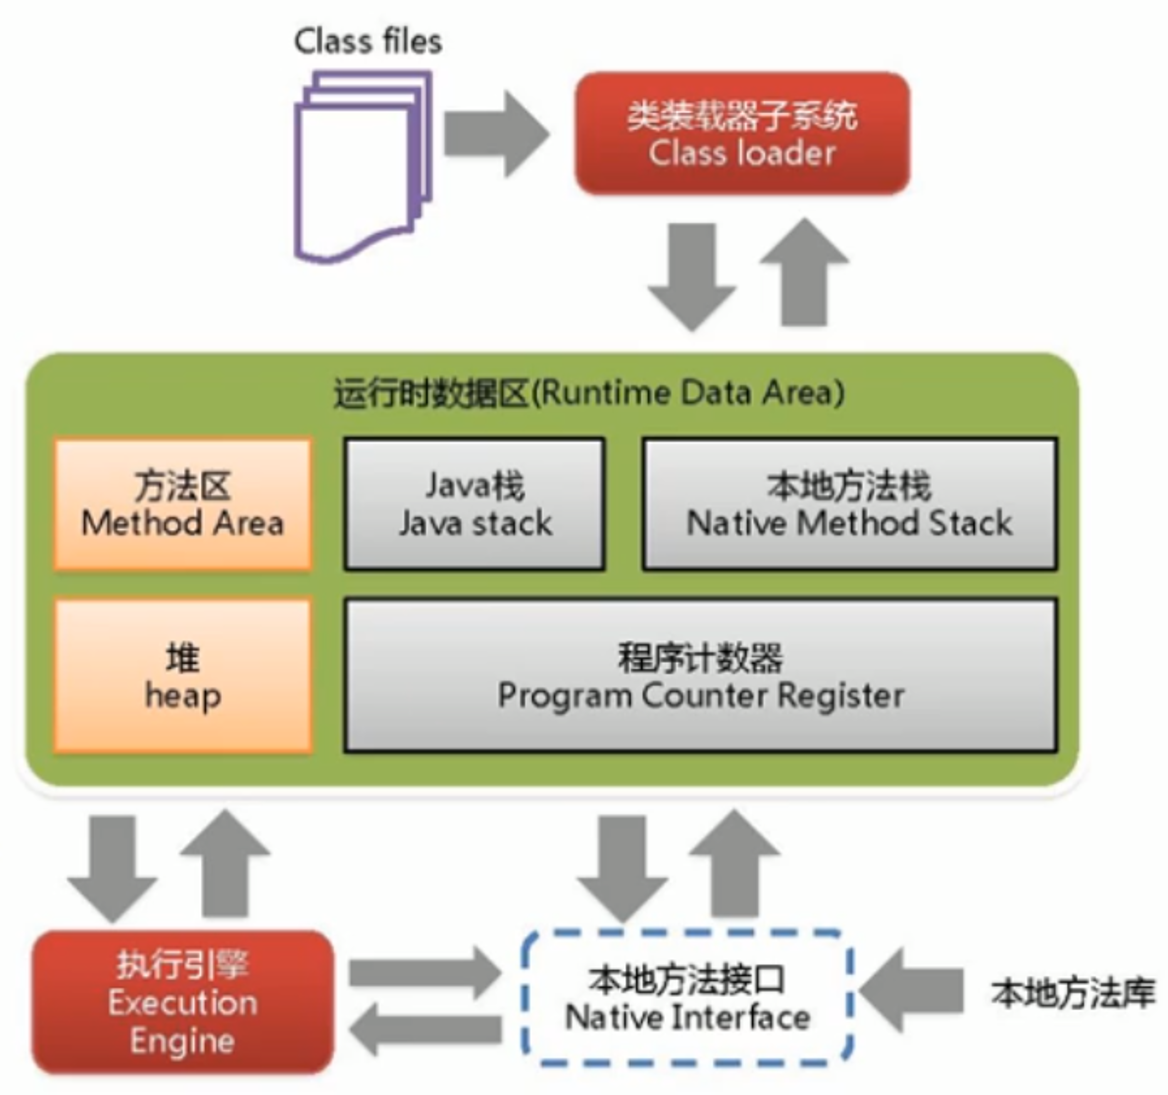 Class files
类装载器子系统
Class loader
运行时数据区(Runtime Data Area)
方法区
Method Area
Java栈
Java stack
本地方法栈
Native Method Stack
堆
heap
程序计数器
Program Counter Register
执行引擎
Execution
Engine
本地方法接口
Native Interface
本地方法库